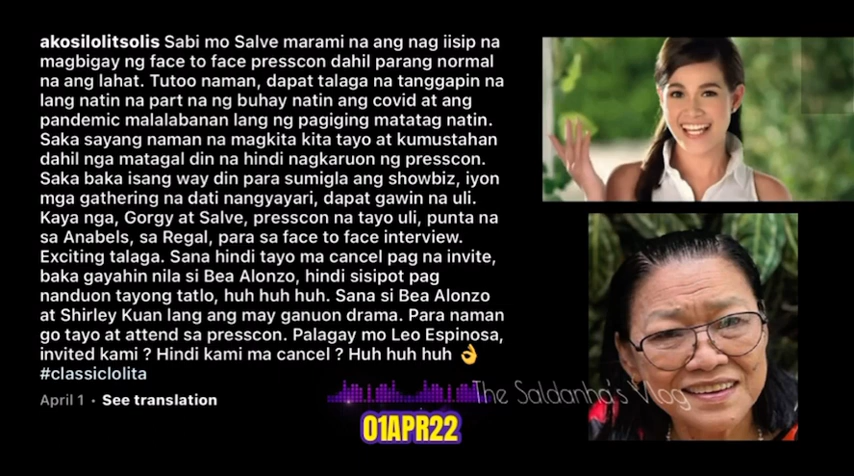 akosilolitsolis Sabi mo Salve marami na ang nag iisip na
magbigay ng face to face presscon dahil parang normal
na ang lahat. Tutoo naman, dapat talaga na tanggapin na
lang natin na part na ng buhay natin ang covid at ang
pandemic malalabanan lang ng pagiging matatag natin.
Saka sayang naman na magkita kita tayo at kumustahan
dahil nga matagal din na hindi nagkaruon ng presscon.
Saka baka isang way din para sumigla ang showbiz, iyon
mga gathering na dati nangyayari, dapat gawin na uli.
Kaya nga, Gorgy at Salve, presscon na tayo uli, punta na
sa Anabels, sa Regal, para sa face to face interview.
Exciting talaga. Sana hindi tayo ma cancel pag na invite,
baka gayahin nila si Bea Alonzo, hindi sisipot pag
nanduon tayong tatlo, huh huh huh. Sana si Bea Alonzo
at Shirley Kuan lang ang may ganuon drama. Para naman
go tayo at attend sa presscon. Palagay mo Leo Espinosa,
invited kami ? Hindi kami ma cancel ? Huh huh huh 👌
#classiclolita
April 1 · See translation
The Saldanha's Vlog
01APR22